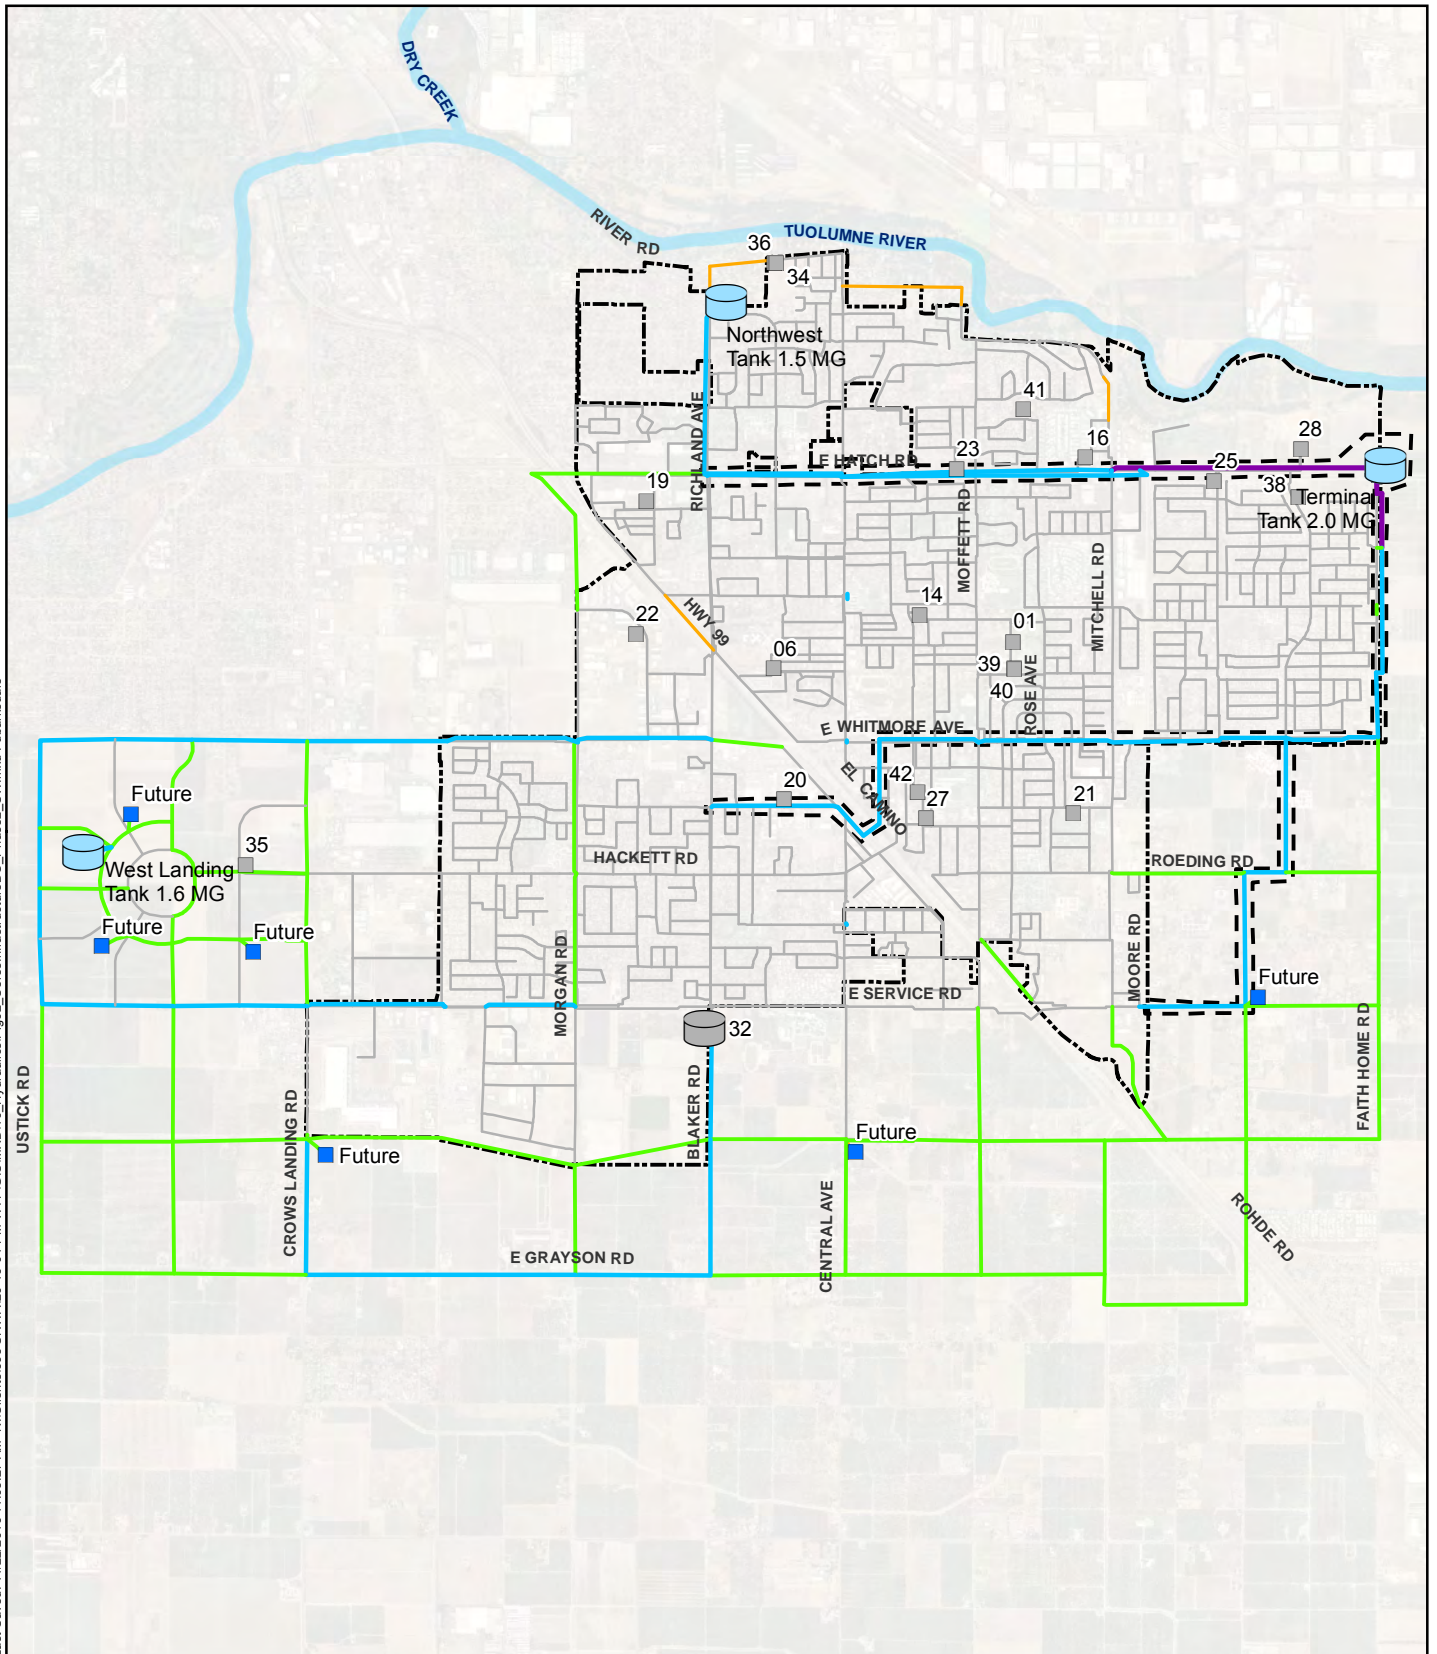 DRY CREEK
RIVER RD
TUOLUMNE RIVER
36
34
Northwest
Tank 1.5 MG
RICHLAND AVE
41
16
23
E HATCH RD
28
25
38
Termina
Tank 2.0 MG
19
MOFFETT RD
MITCHELL RD
14
01
22
HWY 99
06
39
40
ROSE AVE
E WHITMORE AVE
EL CAMINO
20
42
27
21
Future
35
West Landing
Tank 1.6 MG
HACKETT RD
ROEDING RD
Future
Future
MORGAN RD
MOORE RD
E SERVICE RD
Future
32
USTICK RD
CROWS LANDING RD
BLAKER RD
FAITH HOME RD
Future
Future
CENTRAL AVE
ROHDE RD
E GRAYSON RD